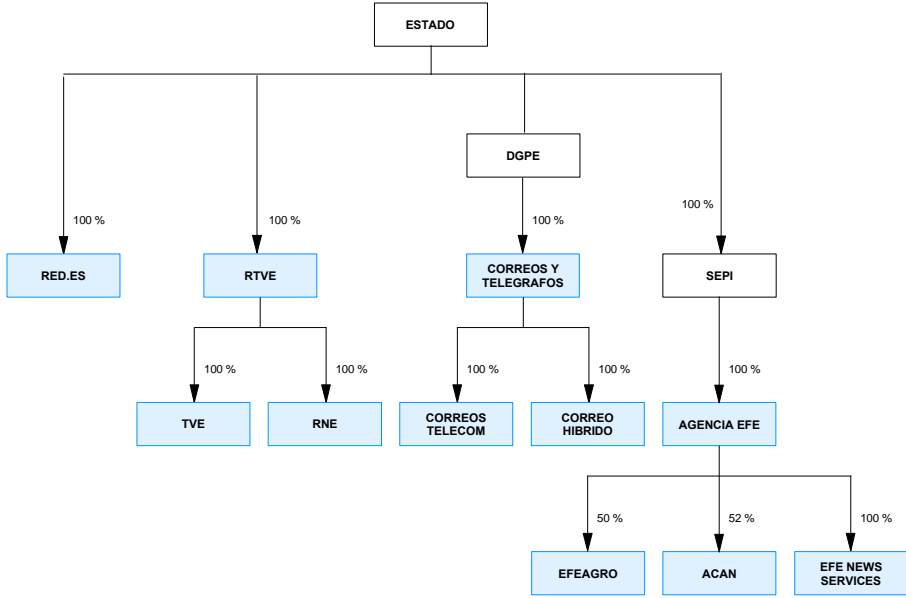 ESTADO
DGPE
100 %
100 %
100 %
100 %
RED.ES
RTVE
CORREOS Y
TELEGRAFOS
SEPI
100 %
100 %
100 %
100 %
100 %
TVE
RNE
CORREOS
TELECOM
CORREO
HIBRIDO
AGENCIA EFE
50 %
52 %
100 %
EFEAGRO
ACAN
EFE NEWS
SERVICES